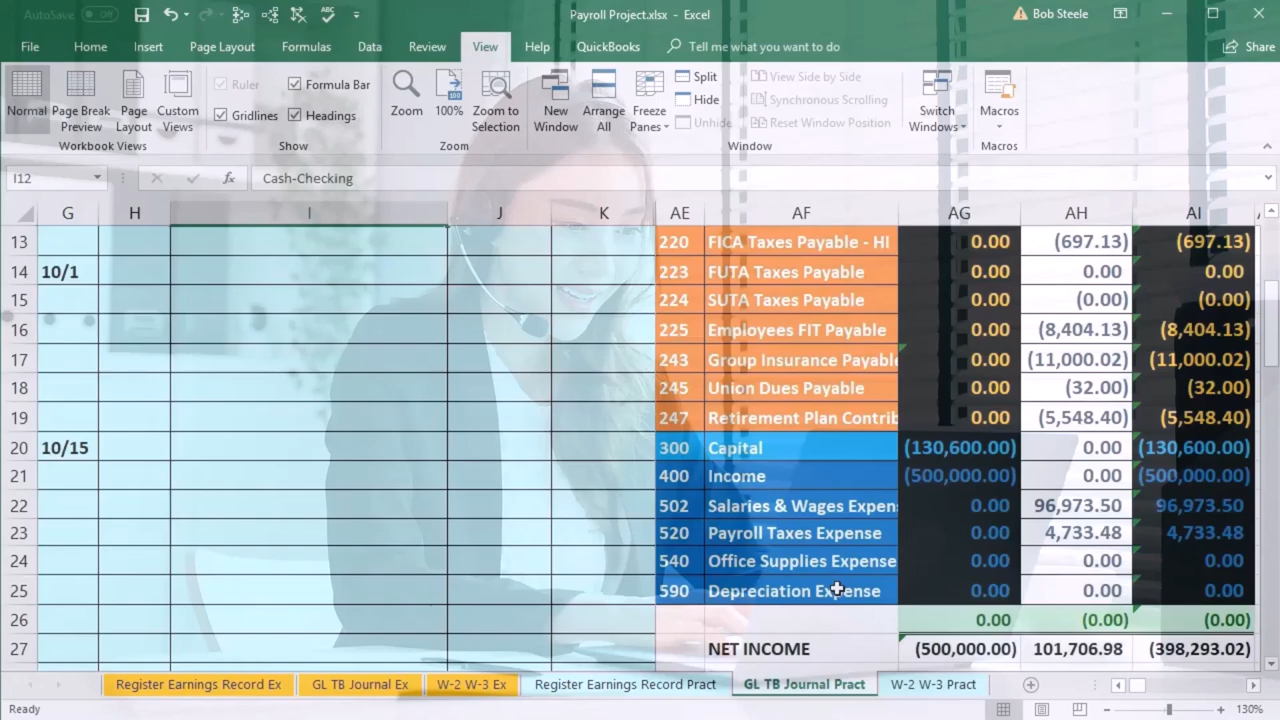 AutoSave Off Payroll Project.xlsx - Excel Bob Steele
File Home Insert Page Layout Formulas Data Review View Help QuickBooks Tell me what you want to do Share
Normal Page Break Preview Page Layout Custom Views
Workbook Views
Ruler Formula Bar
Gridlines Headings
Show
Zoom 100% Zoom to Selection
Zoom
New Window Arrange All Freeze Panes
Split
Hide
Unhide
View Side by Side
Synchronous Scrolling
Reset Window Position
Window
Switch Windows
Macros
Macros
I12 fx Cash-Checking
G H I J K AE AF AG AH AI
13 220 FICA Taxes Payable - HI 0.00 (697.13) (697.13)
14 10/1 223 FUTA Taxes Payable 0.00 0.00 0.00
15 224 SUTA Taxes Payable 0.00 (0.00) (0.00)
16 225 Employees FIT Payable 0.00 (8,404.13) (8,404.13)
17 243 Group Insurance Payabl 0.00 (11,000.02) (11,000.02)
18 245 Union Dues Payable 0.00 (32.00) (32.00)
19 247 Retirement Plan Contrib 0.00 (5,548.40) (5,548.40)
20 10/15 300 Capital (130,600.00) 0.00 (130,600.00)
21 400 Income (500,000.00) 0.00 (500,000.00)
22 502 Salaries & Wages Expen 0.00 96,973.50 96,973.50
23 520 Payroll Taxes Expense 0.00 4,733.48 4,733.48
24 540 Office Supplies Expense 0.00 0.00 0.00
25 590 Depreciation Expense 0.00 0.00 0.00
26 0.00 (0.00) (0.00)
27 NET INCOME (500,000.00) 101,706.98 (398,293.02)
Register Earnings Record Ex GL TB Journal Ex W-2 W-3 Ex Register Earnings Record Pract GL TB Journal Pract W-2 W-3 Pract
Ready 130%